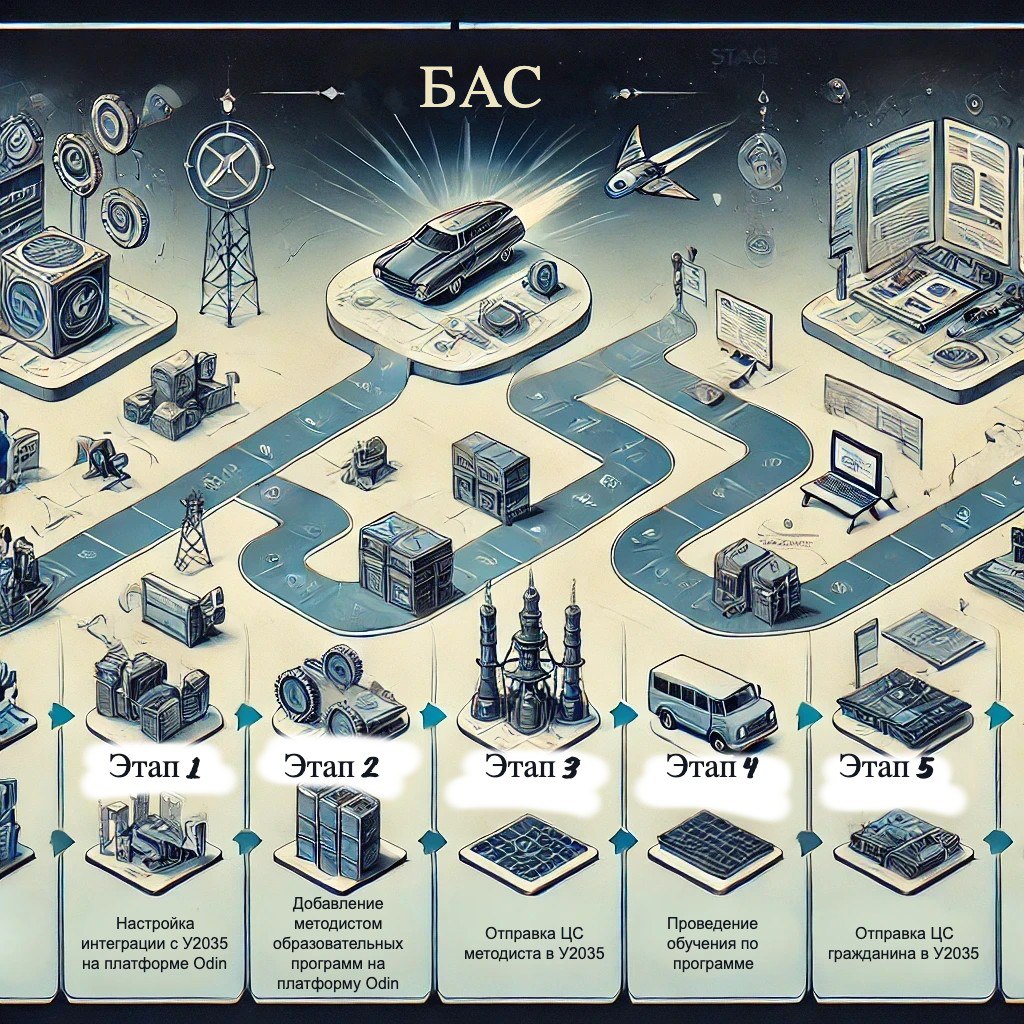 STAGE
БАС
Этап 1
Этап 2
Этап 3
Этап 4
Этап 5
Настройка
интеграции с У2035
на платформе Odin
Добавление
методистом
образовательных
программ на
платформу Odin
Отправка ЦС
методиста в У2035
Проведение
обучения по
программе
Отправка ЦС
гражданина в У2035